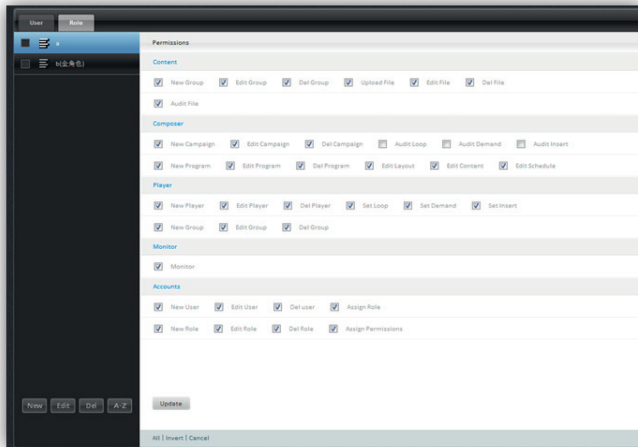 User Role
a
b(全角色)
Permissions
Content
New Group Edit Group Del Group Upload File Edit File Del File
Audit File
Composer
New Campaign Edit Campaign Del Campaign Audit Loop Audit Demand Audit Insert
New Program Edit Program Del Program Edit Layout Edit Content Edit Schedule
Player
New Player Edit Player Del Player Set Loop Set Demand Set Insert
New Group Edit Group Del Group
Monitor
Monitor
Accounts
New User Edit User Del user Assign Role
New Role Edit Role Del Role Assign Permissions
New Edit Del A-Z
Update
All | Invert | Cancel